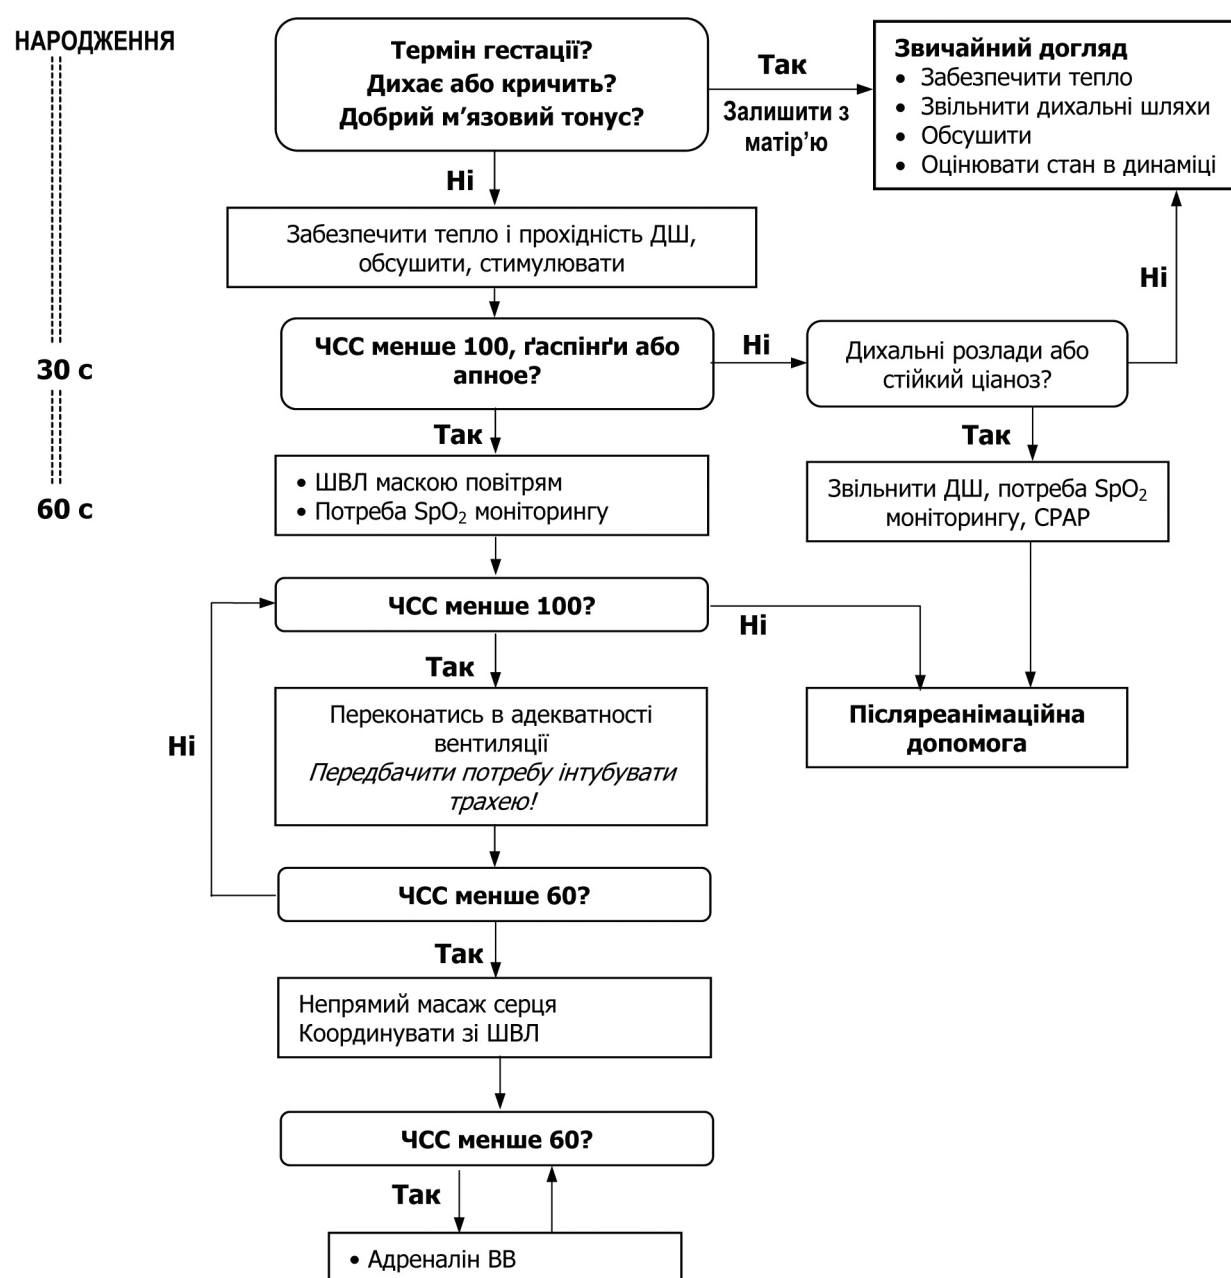 НАРОДЖЕННЯ
Термін гестації?
Дихає або кричить?
Добрий м’язовий тонус?
Так
Залишити з
матір’ю
Звичайний догляд
• Забезпечити тепло
• Звільнити дихальні шляхи
• Обсушити
• Оцінювати стан в динаміці
Ні
Забезпечити тепло і прохідність ДШ,
обсушити, стимулювати
Ні
30 с
ЧСС менше 100, ґаспінґи або
апное?
Ні
Дихальні розлади або
стійкий ціаноз?
Так
Так
60 с
• ШВЛ маскою повітрям
• Потреба SpO₂ моніторингу
Звільнити ДШ, потреба SpO₂
моніторингу, CPAP
ЧСС менше 100?
Ні
Так
Переконатись в адекватності
вентиляції
Передбачити потребу інтубувати
трахею!
Післяреанімаційна
допомога
Ні
ЧСС менше 60?
Так
Непрямий масаж серця
Координувати зі ШВЛ
ЧСС менше 60?
Так
• Адреналін ВВ